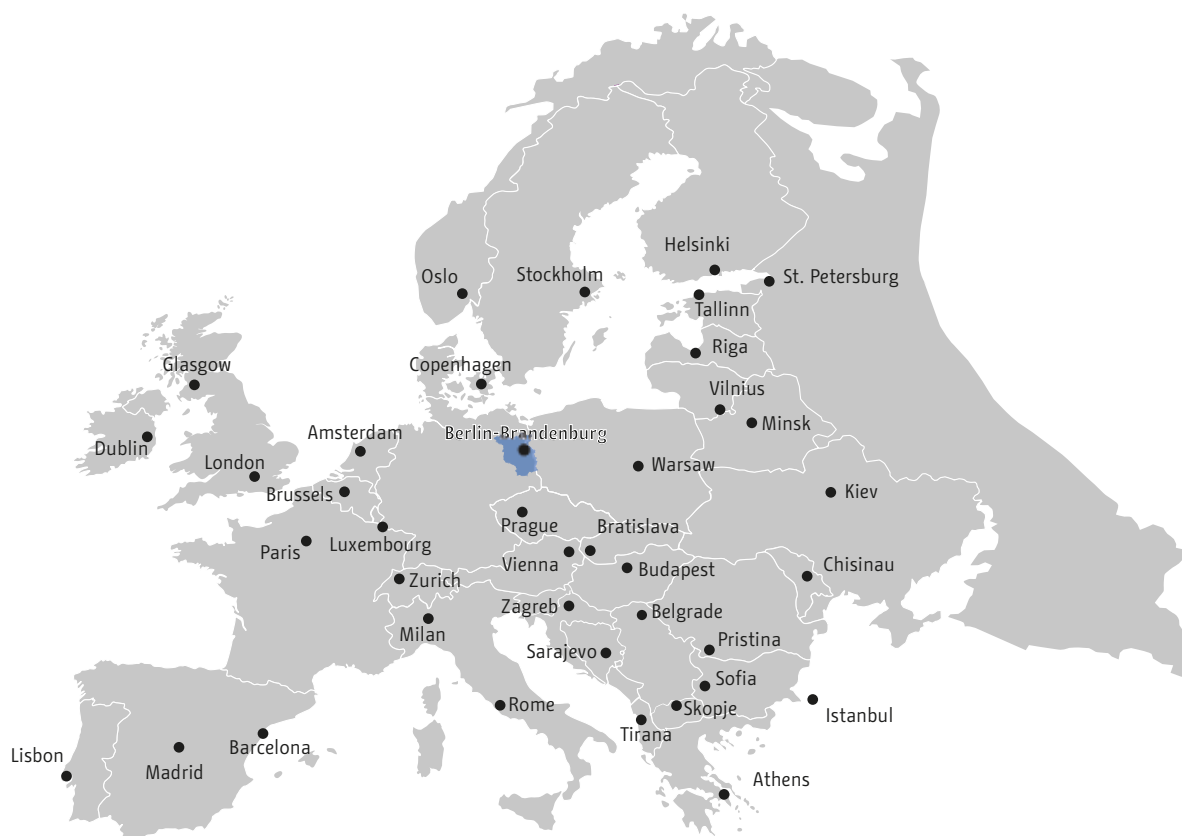 Helsinki
Oslo
Stockholm
St. Petersburg
Tallinn
Riga
Glasgow
Copenhagen
Vilnius
Minsk
Dublin
Amsterdam
Berlin-Brandenburg
London
Warsaw
Brussels
Kiev
Prague
Bratislava
Paris
Luxembourg
Vienna
Budapest
Chisinau
Zurich
Zagreb
Belgrade
Milan
Pristina
Sarajevo
Sofia
Rome
Skopje
Istanbul
Tirana
Barcelona
Lisbon
Madrid
Athens